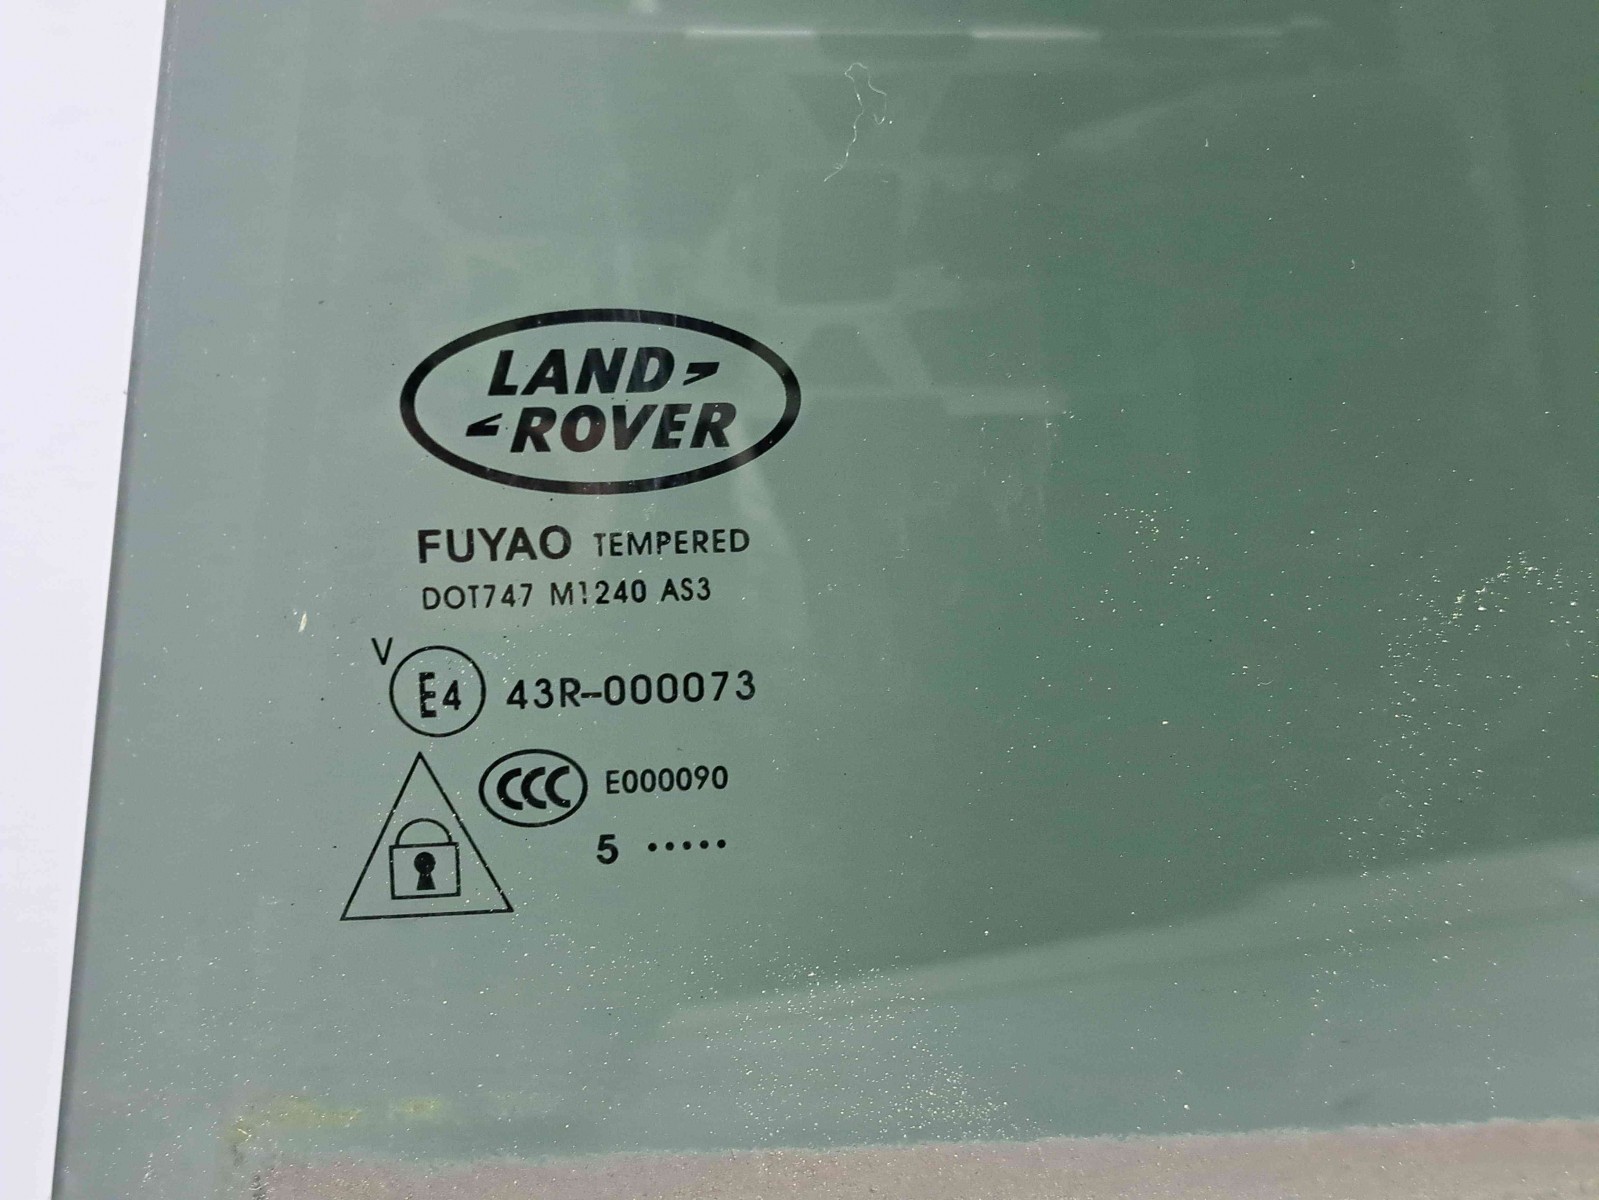 LAND
ROVER
FUYAO TEMPERED
DOT747 M1240 AS3
V
E4 43R-000073
CCC E000090
5 •••••